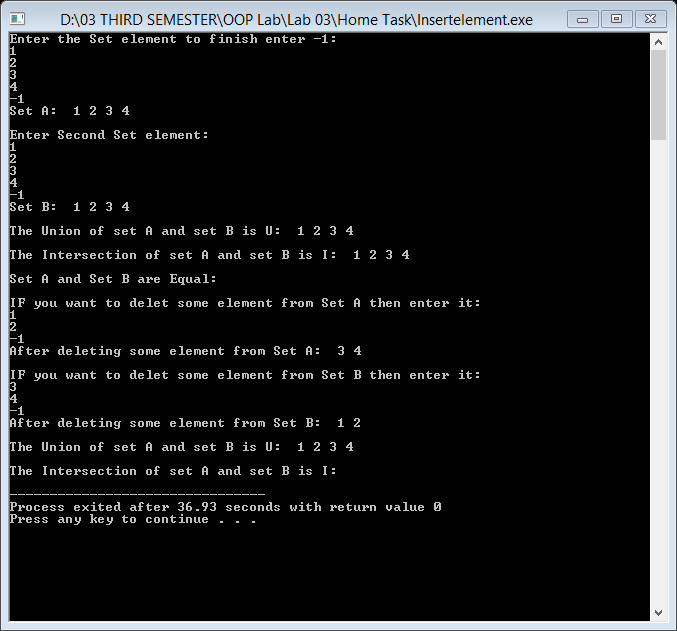 D:\03 THIRD SEMESTER\OOP Lab\Lab 03\Home Task\Insertelement.exe
Enter the Set element to finish enter -1:
1
2
3
4
-1
Set A:  1 2 3 4
Enter Second Set element:
1
2
3
4
-1
Set B:  1 2 3 4
The Union of set A and set B is U:  1 2 3 4
The Intersection of set A and set B is I:  1 2 3 4
Set A and Set B are Equal:
IF you want to delet some element from Set A then enter it:
1
2
-1
After deleting some element from Set A:  3 4
IF you want to delet some element from Set B then enter it:
3
4
-1
After deleting some element from Set B:  1 2
The Union of set A and set B is U:  1 2 3 4
The Intersection of set A and set B is I:
--------------------------------
Process exited after 36.93 seconds with return value 0
Press any key to continue . . .